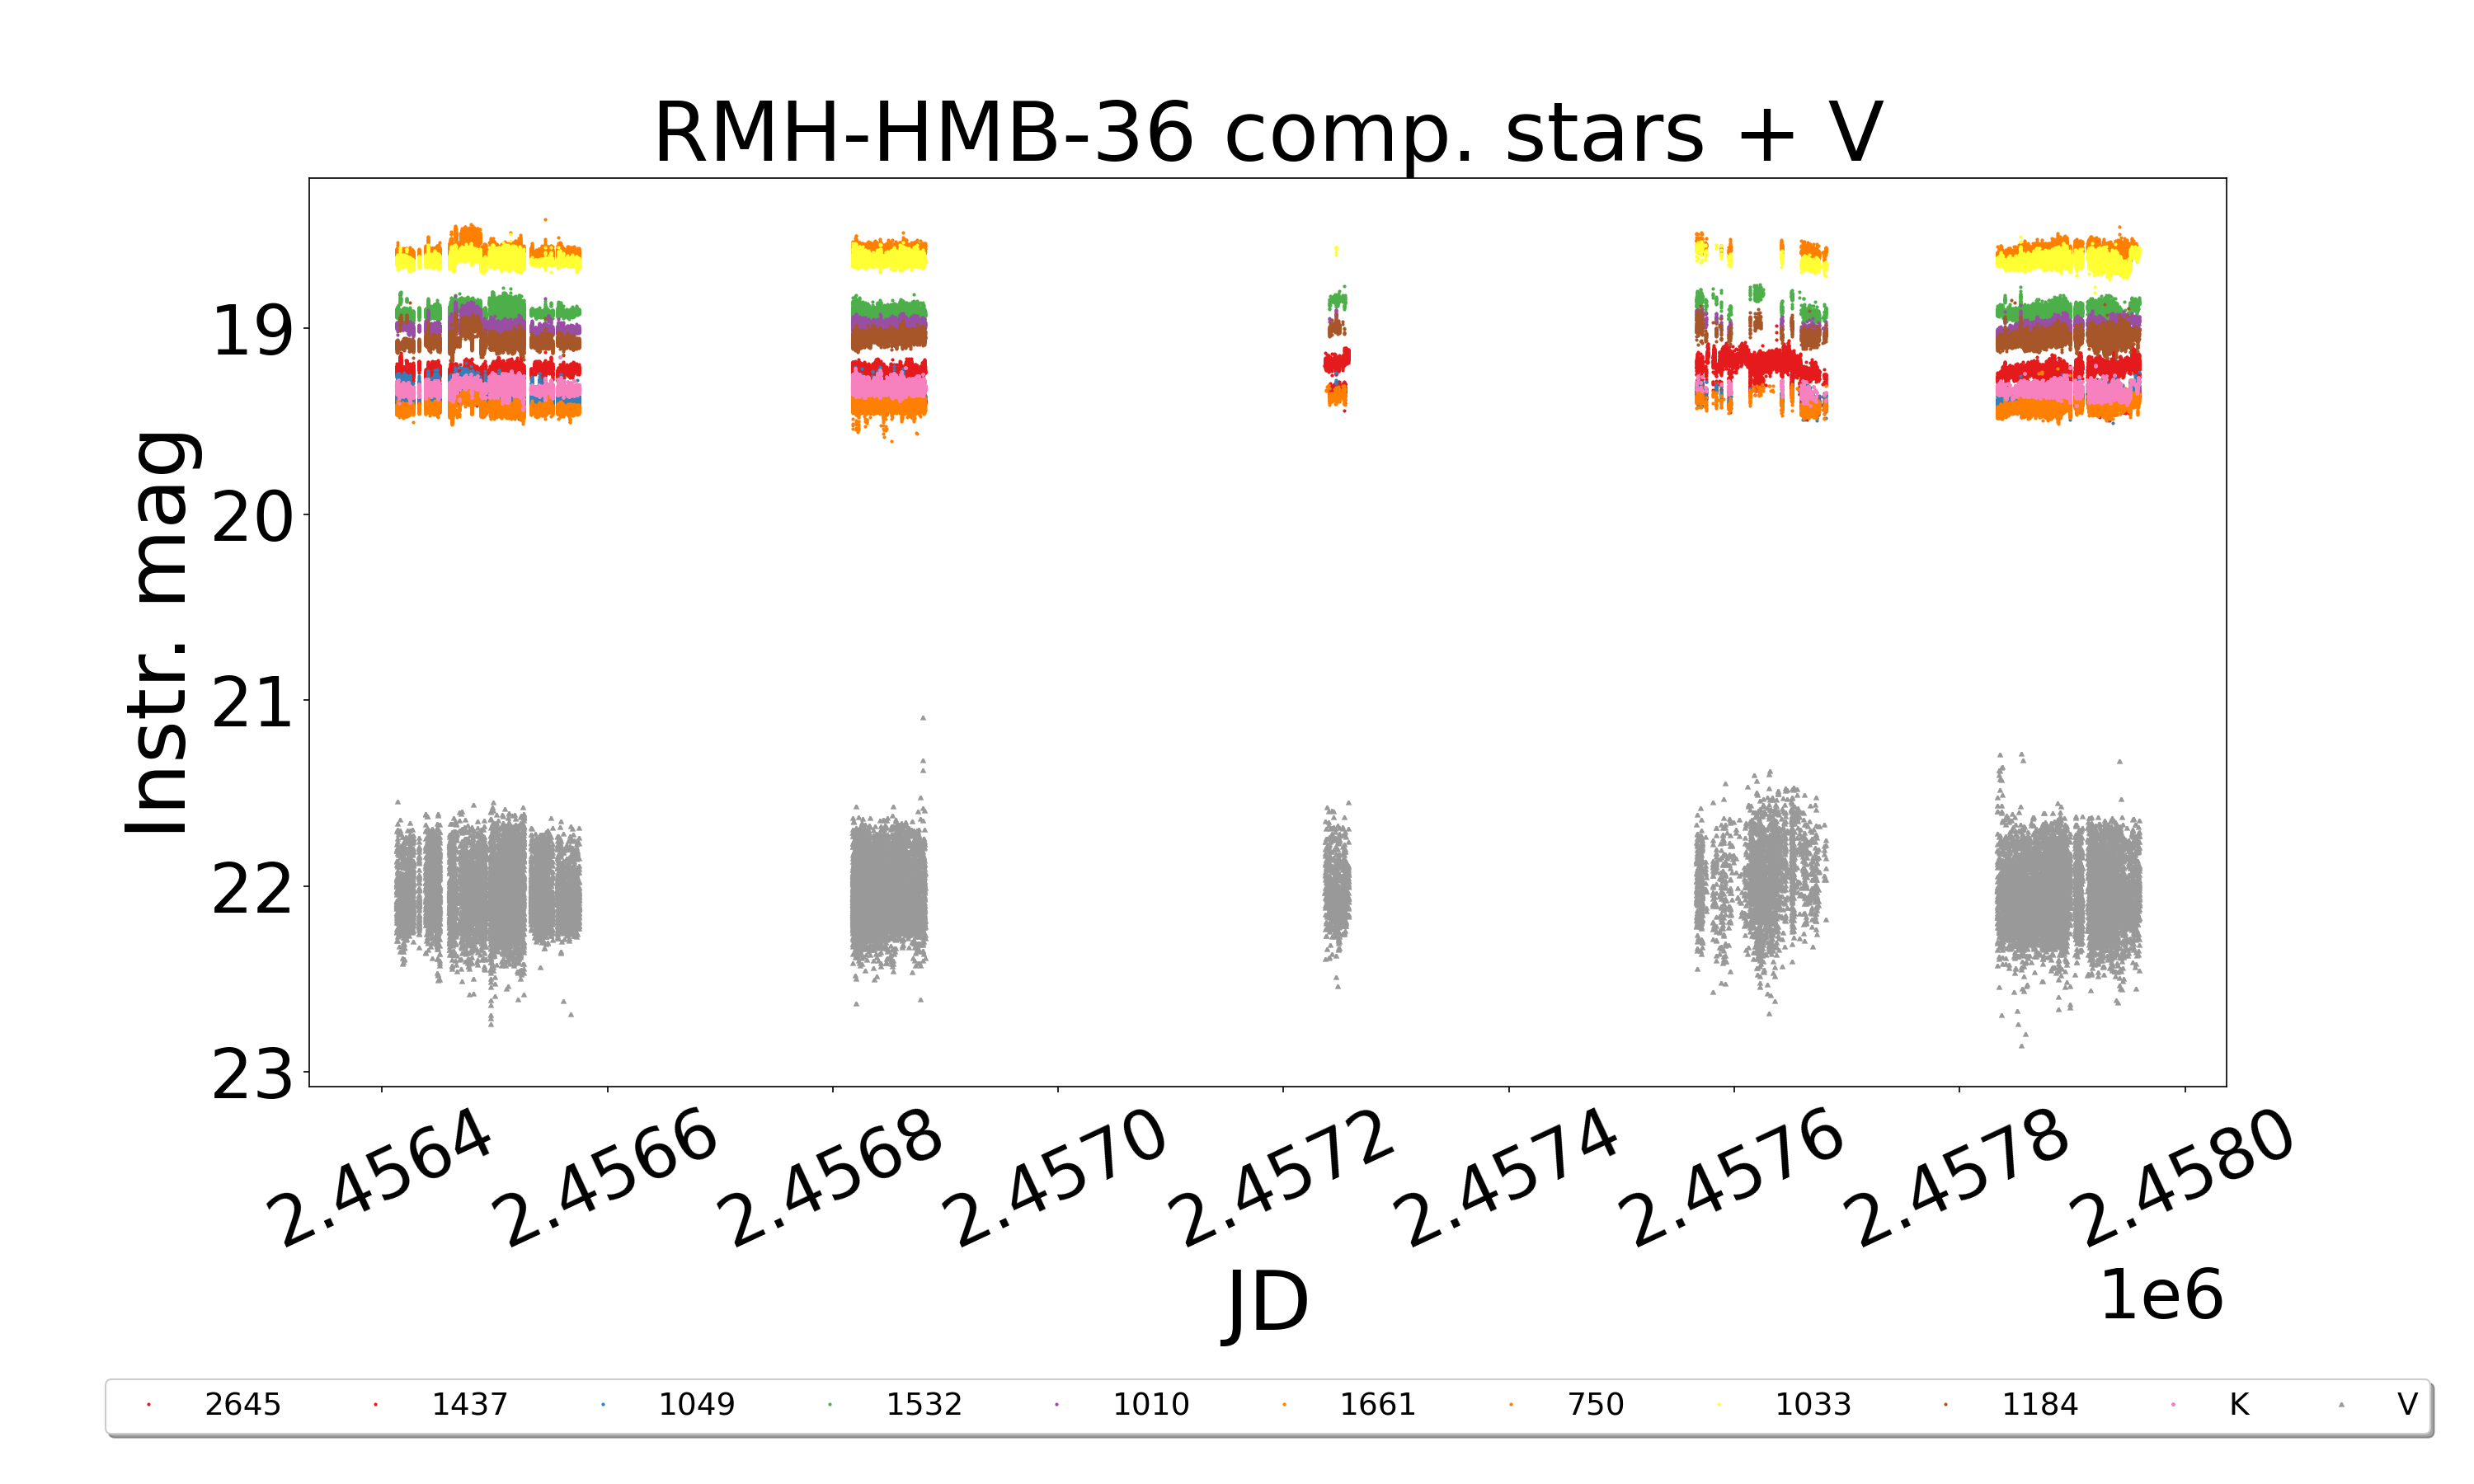 RMH-HMB-36 comp. stars + V
Instr. mag
19
20
21
22
23
2.4564
2.4566
2.4568
2.4570
2.4572
2.4574
2.4576
2.4578
2.4580
JD
1e6
2645 1437 1049 1532 1010 1661 750 1033 1184 K V